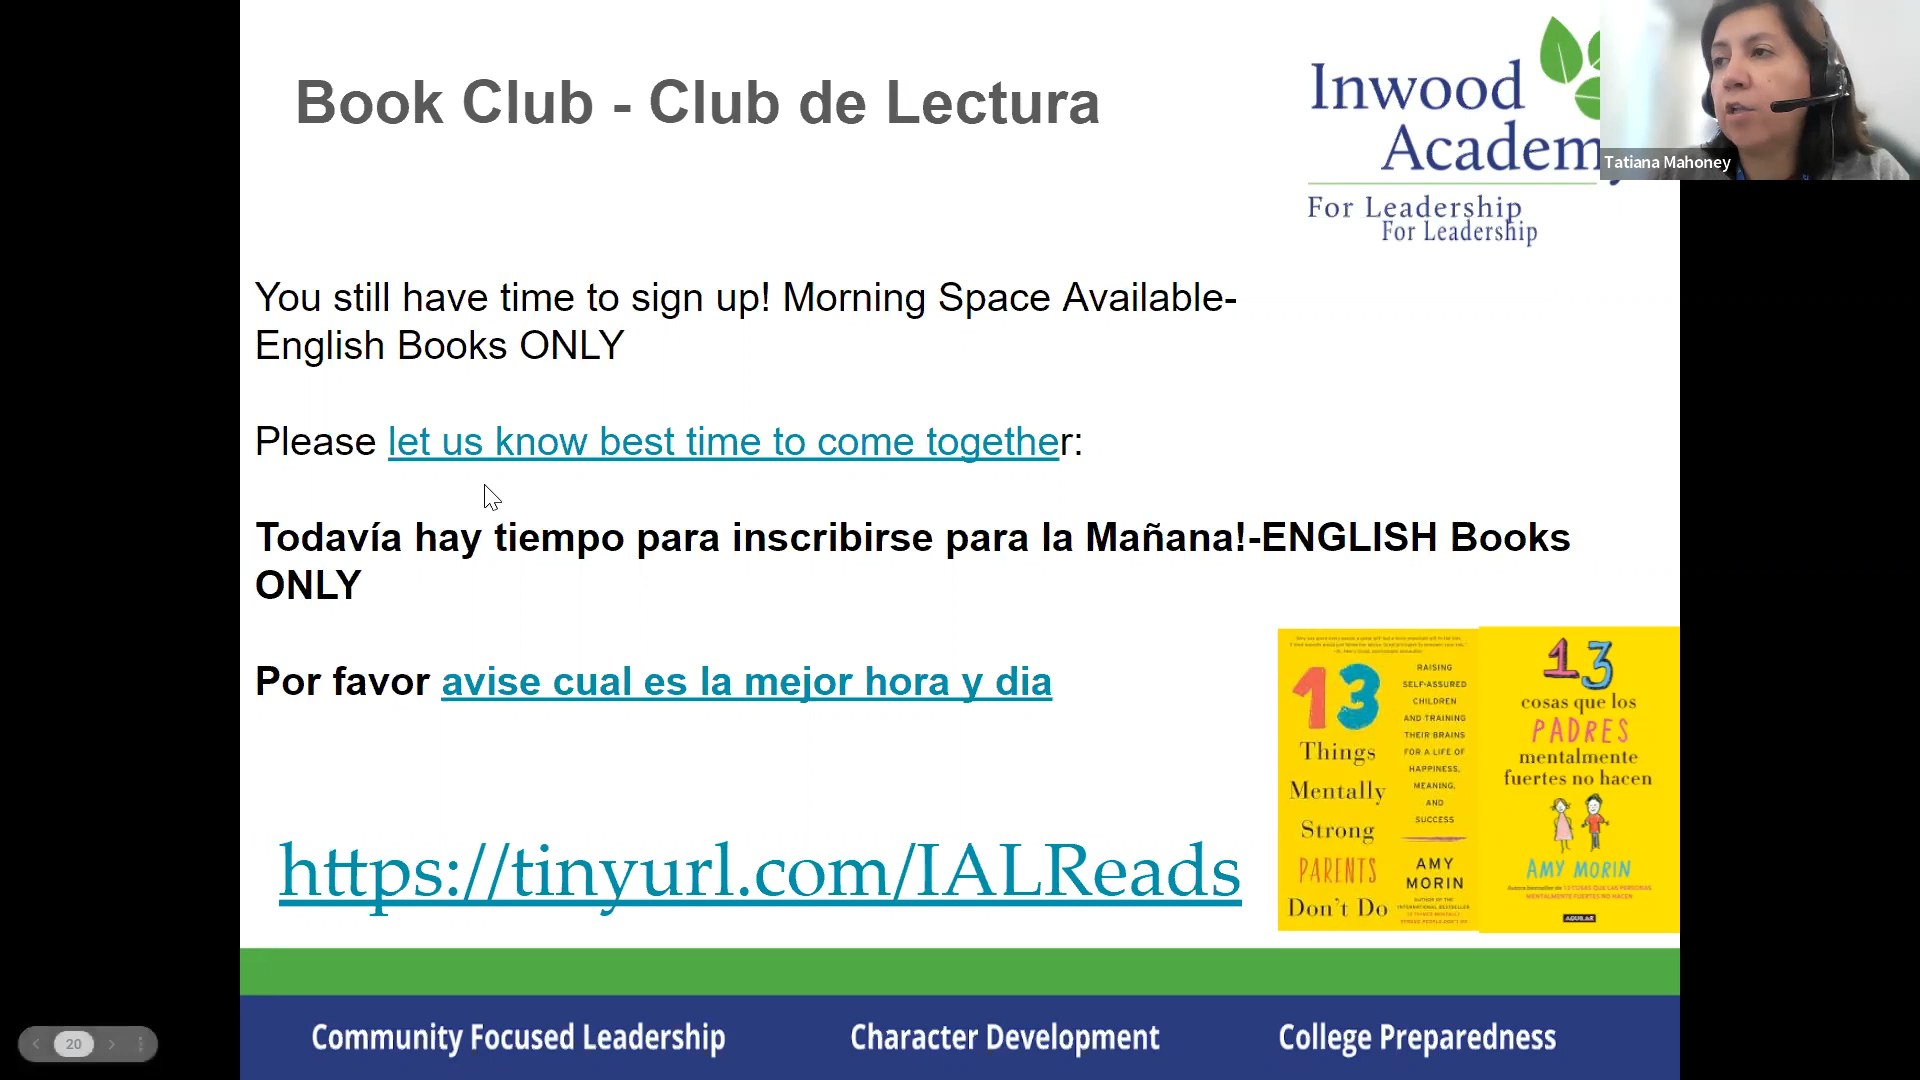 Book Club - Club de Lectura
Inwood
Academy
For Leadership
For Leadership
Tatiana Mahoney
You still have time to sign up! Morning Space Available-
English Books ONLY
Please let us know best time to come together:
Todavía hay tiempo para inscribirse para la Mañana!-ENGLISH Books
ONLY
Por favor avise cual es la mejor hora y dia
https://tinyurl.com/IALReads
13
Things
Mentally
Strong
PARENTS
Don't Do
RAISING
SELF-ASSURED
CHILDREN
AND TRAINING
THEIR BRAINS
FOR A LIFE OF
HAPPINESS,
MEANING,
AND
SUCCESS
AMY
MORIN
13
cosas que los
PADRES
mentalmente
fuertes no hacen
AMY MORIN
AGUILAR
Community Focused Leadership
Character Development
College Preparedness
20